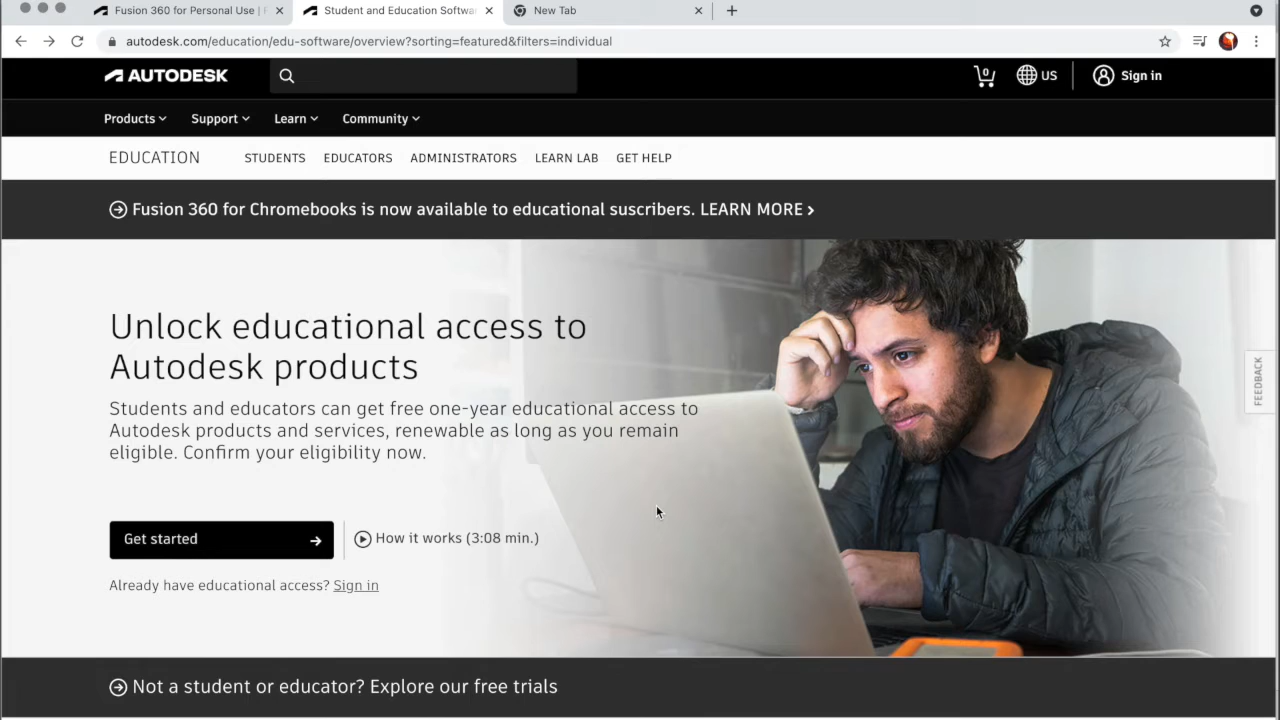 Fusion 360 for Personal Use |
Student and Education Softwa
New Tab
autodesk.com/education/edu-software/overview?sorting=featured&filters=individual
AUTODESK
0
US
Sign in
Products
Support
Learn
Community
EDUCATION
STUDENTS
EDUCATORS
ADMINISTRATORS
LEARN LAB
GET HELP
Fusion 360 for Chromebooks is now available to educational suscribers. LEARN MORE
Unlock educational access to
Autodesk products
Students and educators can get free one-year educational access to
Autodesk products and services, renewable as long as you remain
eligible. Confirm your eligibility now.
FEEDBACK
Get started
How it works (3:08 min.)
Already have educational access? Sign in
Not a student or educator? Explore our free trials